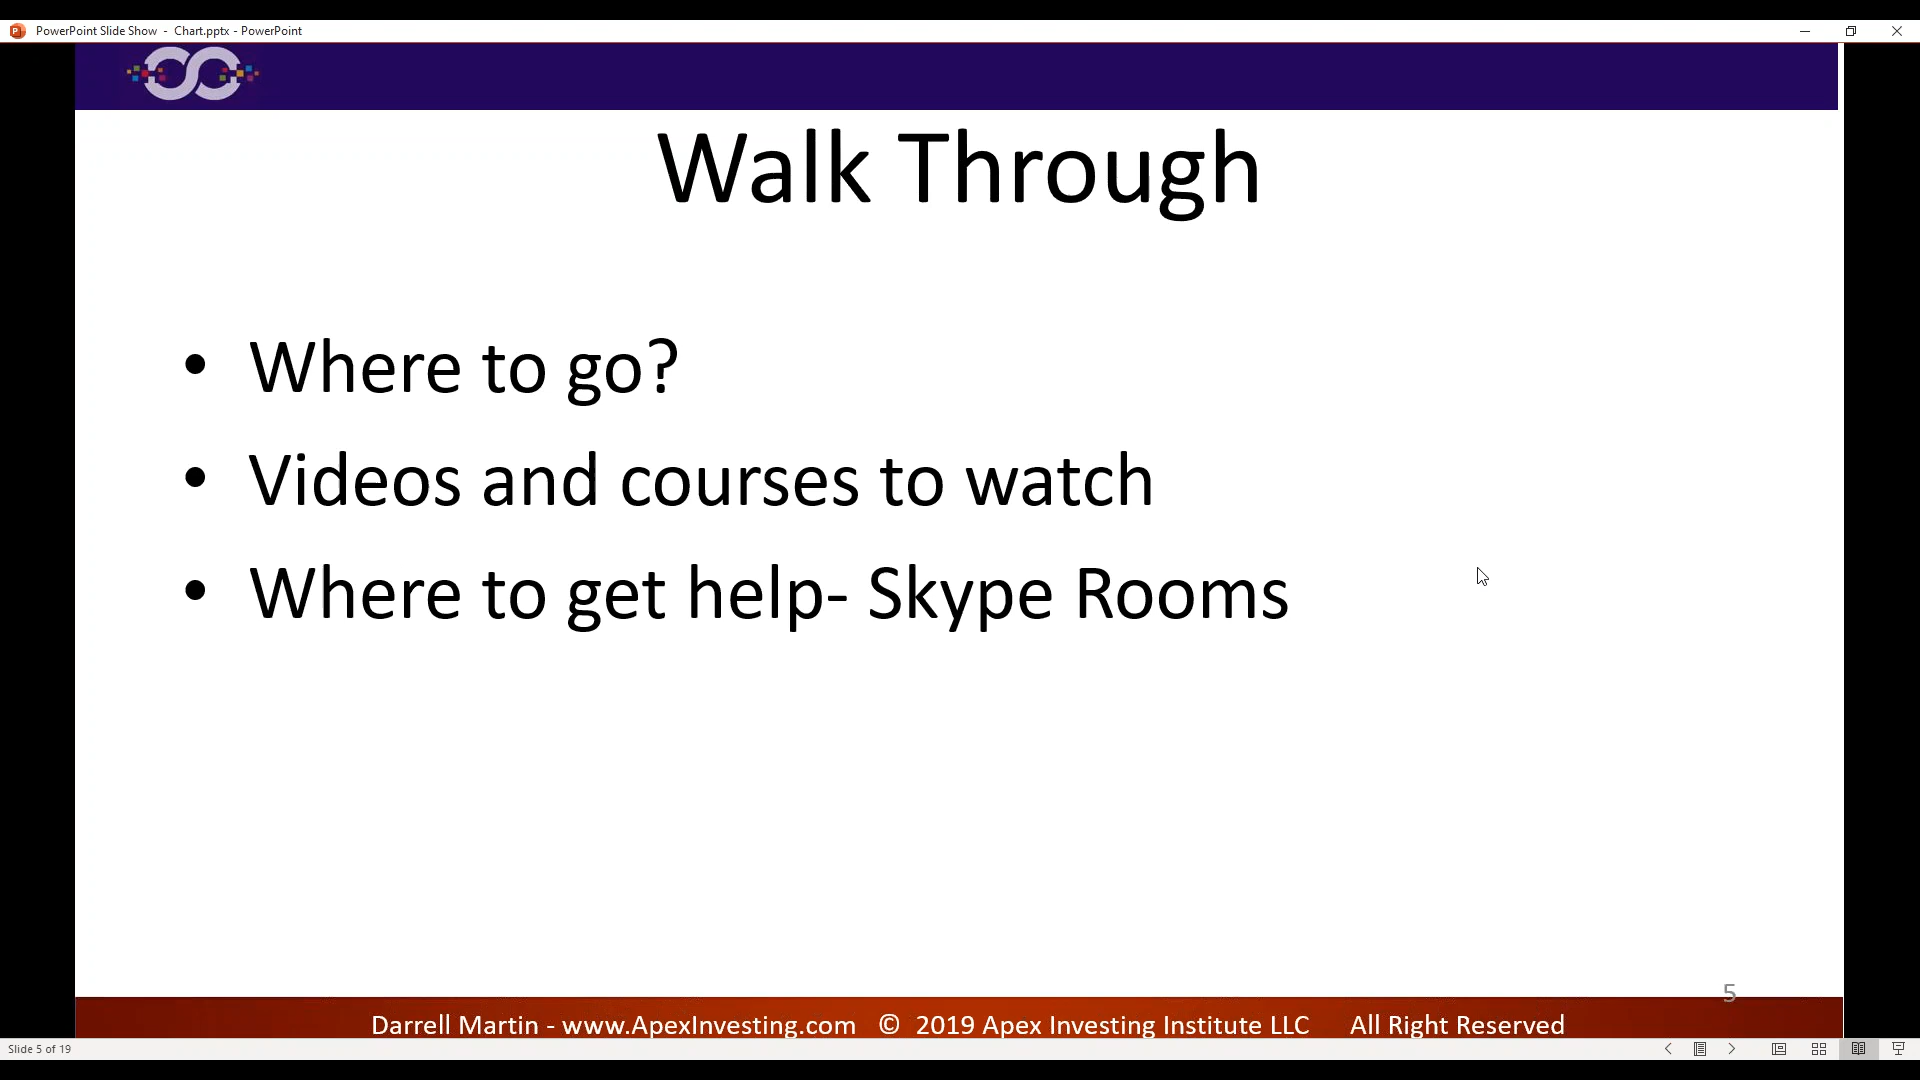 PowerPoint Slide Show - Chart.pptx - PowerPoint
Walk Through
• Where to go?
• Videos and courses to watch
• Where to get help- Skype Rooms
5
Darrell Martin - www.ApexInvesting.com © 2019 Apex Investing Institute LLC All Right Reserved
Slide 5 of 19